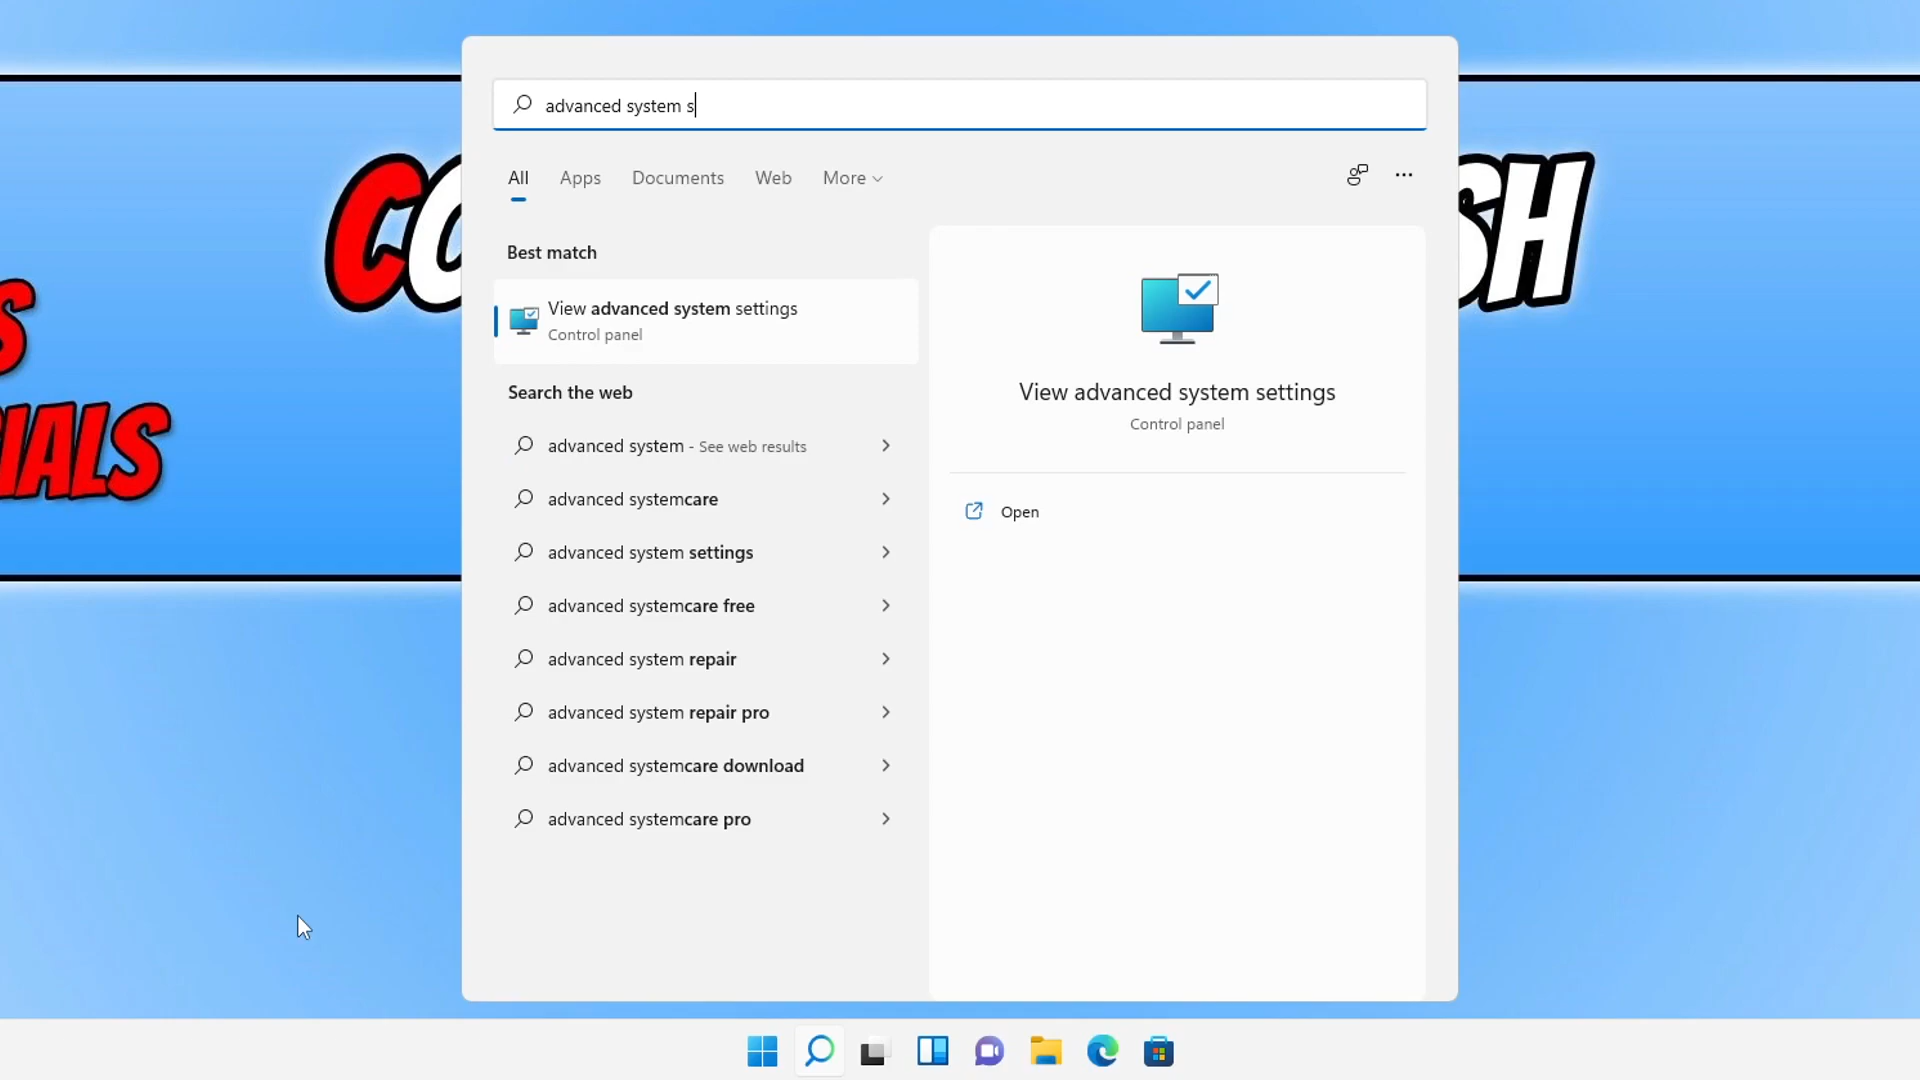 advanced system s
All Apps Documents Web More
Best match
View advanced system settings
Control panel
Search the web
advanced system - See web results
advanced systemcare
advanced system settings
advanced systemcare free
advanced system repair
advanced system repair pro
advanced systemcare download
advanced systemcare pro
View advanced system settings
Control panel
Open